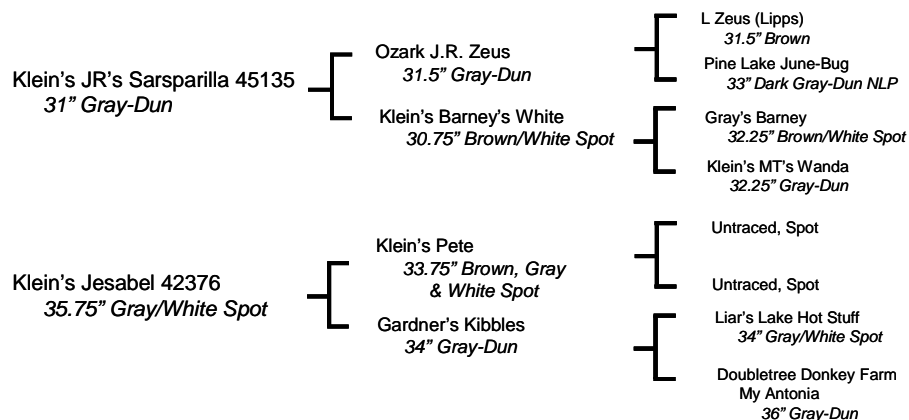 Klein's JR's Sarsparilla 45135
31" Gray-Dun
Ozark J.R. Zeus
31.5" Gray-Dun
L Zeus (Lipps)
31.5" Brown
Pine Lake June-Bug
33" Dark Gray-Dun NLP
Klein's Barney's White
30.75" Brown/White Spot
Gray's Barney
32.25" Brown/White Spot
Klein's MT's Wanda
32.25" Gray-Dun
Klein's Jesabel 42376
35.75" Gray/White Spot
Klein's Pete
33.75" Brown, Gray
& White Spot
Untraced, Spot
Untraced, Spot
Gardner's Kibbles
34" Gray-Dun
Liar's Lake Hot Stuff
34" Gray/White Spot
Doubletree Donkey Farm
My Antonia
36" Gray-Dun